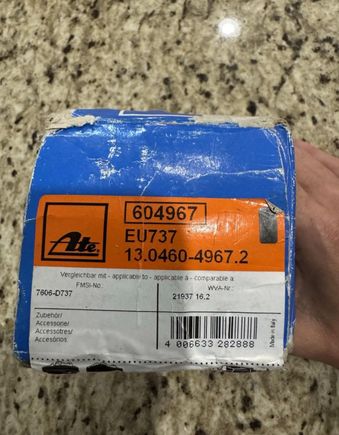 604967
Ate
EU737
13.0460-4967.2
Vergleichbar mit - applicable to - applicable à - comparable a:
FMSI-No.
WVA-Nr.:
7606-D737
21937 16,2
Zubehör/
Accessorie/
Accessoires/
Accesorios
4 006633 282888
Made in Italy